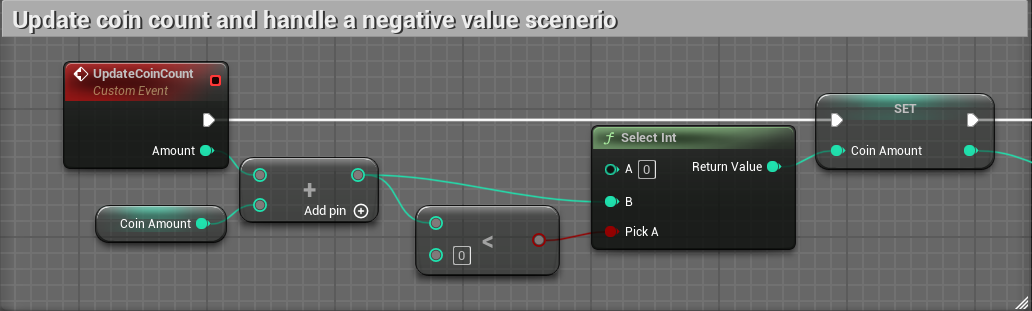 Update coin count and handle a negative value scenerio
UpdateCoinCount
Custom Event
Amount
Coin Amount
+
Add pin
<
0
Select Int
A 0
Return Value
B
Pick A
SET
Coin Amount